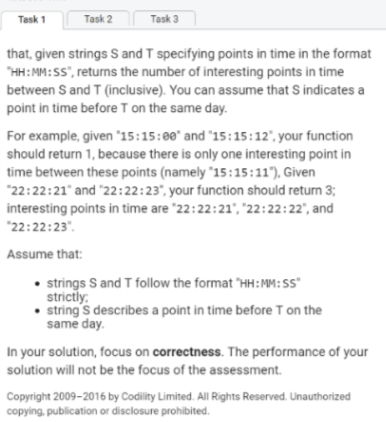 Task 1
Task 2
Task 3
that, given strings S and T specifying points in time in the format
"HH:MM:SS", returns the number of interesting points in time
between S and T (inclusive). You can assume that S indicates a
point in time before T on the same day.
For example, given "15:15:00" and "15:15:12", your function
should return 1, because there is only one interesting point in
time between these points (namely "15:15:11"), Given
"22:22:21" and "22:22:23", your function should return 3;
interesting points in time are "22:22:21", "22:22:22", and
"22:22:23".
Assume that:
• strings S and T follow the format "HH:MM:SS"
strictly;
• string S describes a point in time before T on the
same day.
In your solution, focus on correctness. The performance of your
solution will not be the focus of the assessment.
Copyright 2009–2016 by Codility Limited. All Rights Reserved. Unauthorized
copying, publication or disclosure prohibited.